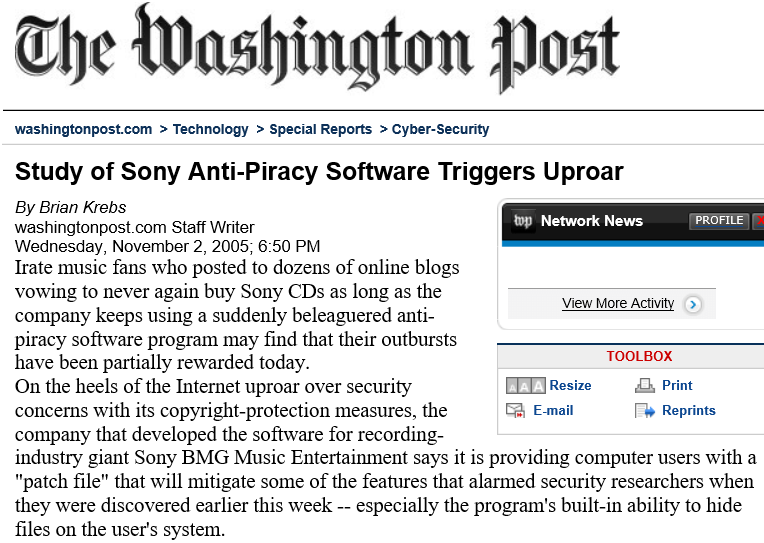 The Washington Post
washingtonpost.com > Technology > Special Reports > Cyber-Security
Study of Sony Anti-Piracy Software Triggers Uproar
By Brian Krebs
washingtonpost.com Staff Writer
Wednesday, November 2, 2005; 6:50 PM
Irate music fans who posted to dozens of online blogs
vowing to never again buy Sony CDs as long as the
company keeps using a suddenly beleaguered anti-
piracy software program may find that their outbursts
have been partially rewarded today.
On the heels of the Internet uproar over security
concerns with its copyright-protection measures, the
company that developed the software for recording-
industry giant Sony BMG Music Entertainment says it is providing computer users with a
"patch file" that will mitigate some of the features that alarmed security researchers when
they were discovered earlier this week -- especially the program's built-in ability to hide
files on the user's system.
wp Network News PROFILE X
View More Activity
TOOLBOX
AAA Resize Print
E-mail Reprints